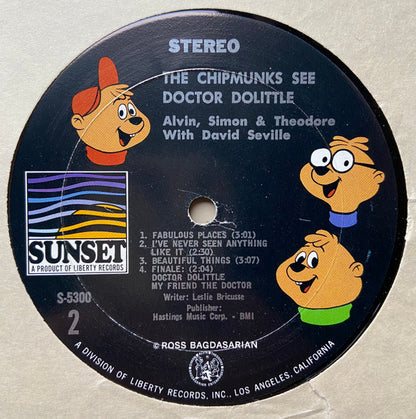 STEREO
THE CHIPMUNKS SEE
DOCTOR DOLITTLE
Alvin, Simon & Theodore
With David Seville
1. FABULOUS PLACES (3:01)
2. I'VE NEVER SEEN ANYTHING
LIKE IT (2:30)
3. BEAUTIFUL THINGS (3:07)
4. FINALE: (2:04)
DOCTOR DOLITTLE
MY FRIEND THE DOCTOR
Writer: Leslie Bricusse
Publisher:
Hastings Music Corp. - BMI
SUNSET
A PRODUCT OF LIBERTY RECORDS
S-5300
2
© ROSS BAGDASARIAN
A DIVISION OF LIBERTY RECORDS, INC., LOS ANGELES, CALIFORNIA